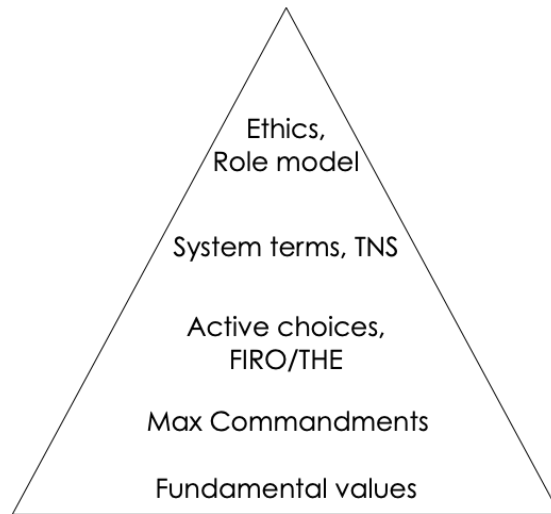 Ethics,
Role model
System terms, TNS
Active choices,
FIRO/THE
Max Commandments
Fundamental values